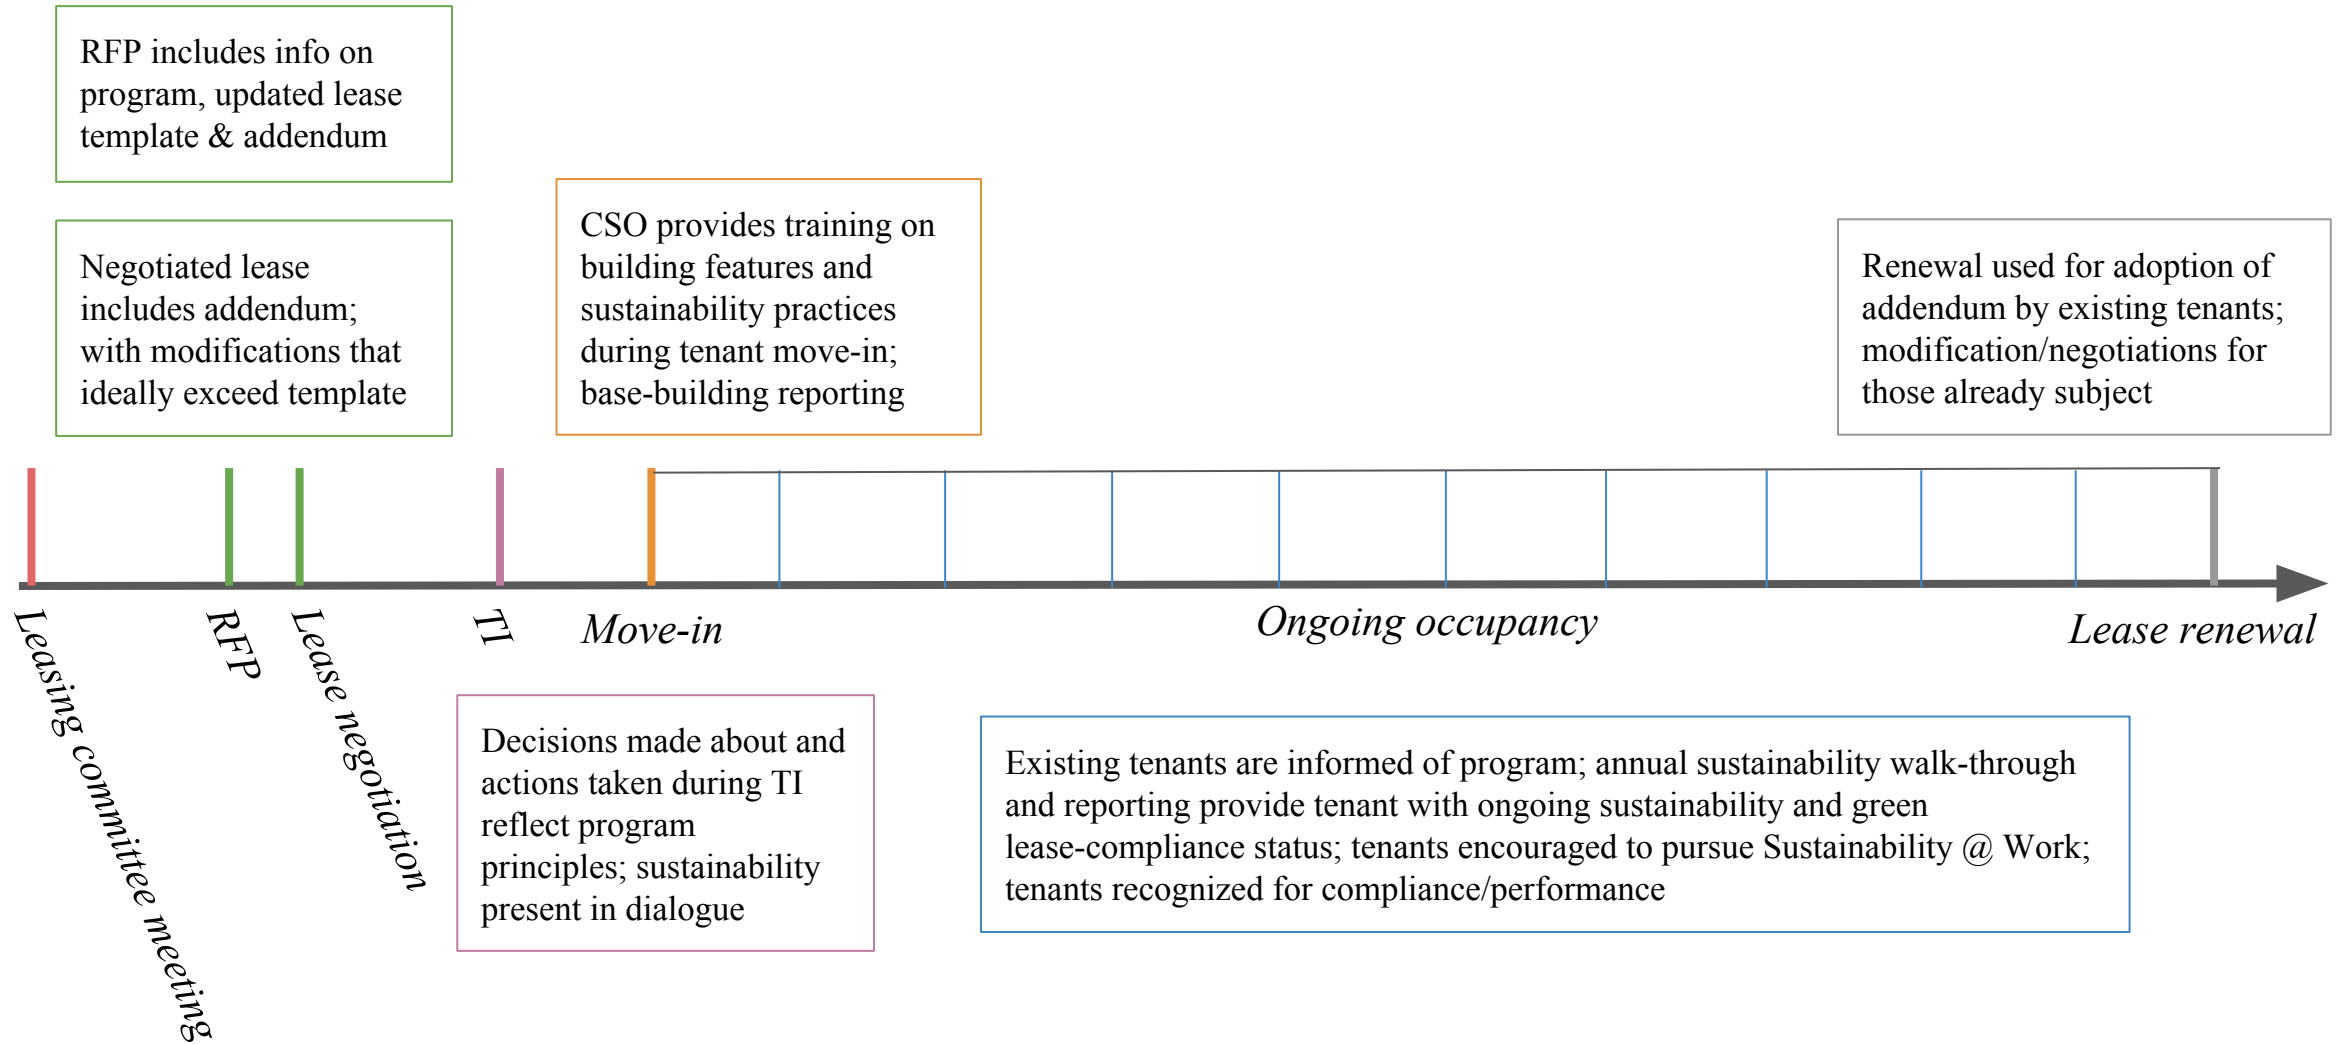 RFP includes info on
program, updated lease
template & addendum
Negotiated lease
includes addendum;
with modifications that
ideally exceed template
CSO provides training on
building features and
sustainability practices
during tenant move-in;
base-building reporting
Renewal used for adoption of
addendum by existing tenants;
modification/negotiations for
those already subject
Leasing committee meeting
RFP
Lease negotiation
TI
Move-in
Ongoing occupancy
Lease renewal
Decisions made about and
actions taken during TI
reflect program
principles; sustainability
present in dialogue
Existing tenants are informed of program; annual sustainability walk-through
and reporting provide tenant with ongoing sustainability and green
lease-compliance status; tenants encouraged to pursue Sustainability @ Work;
tenants recognized for compliance/performance